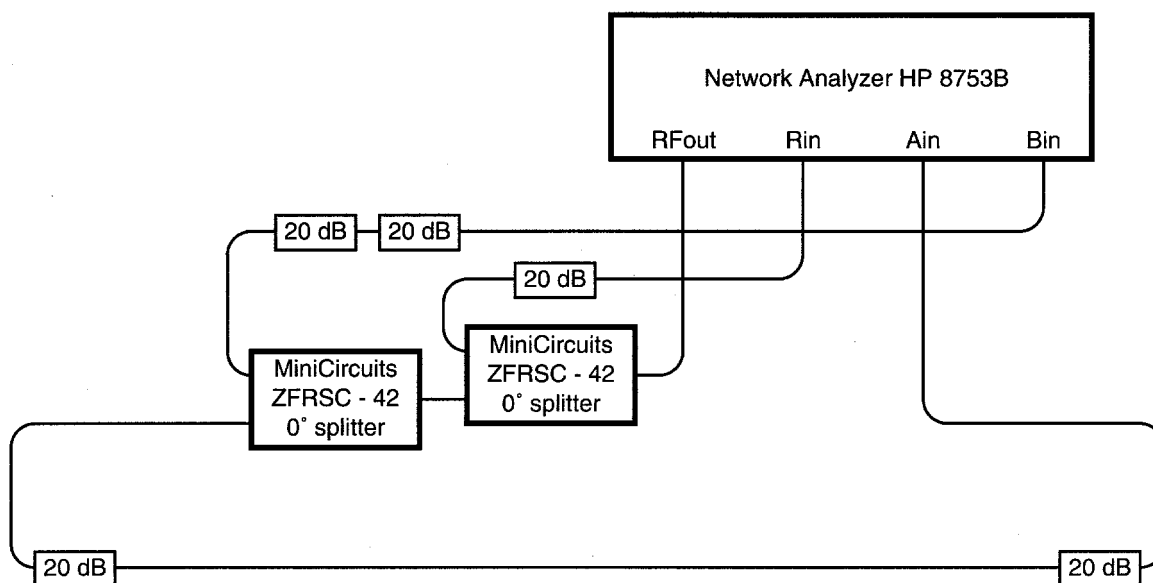 Network Analyzer HP 8753B
RFout Rin Ain Bin
20 dB 20 dB
20 dB
MiniCircuits
ZFRSC - 42
0° splitter
MiniCircuits
ZFRSC - 42
0° splitter
20 dB 20 dB